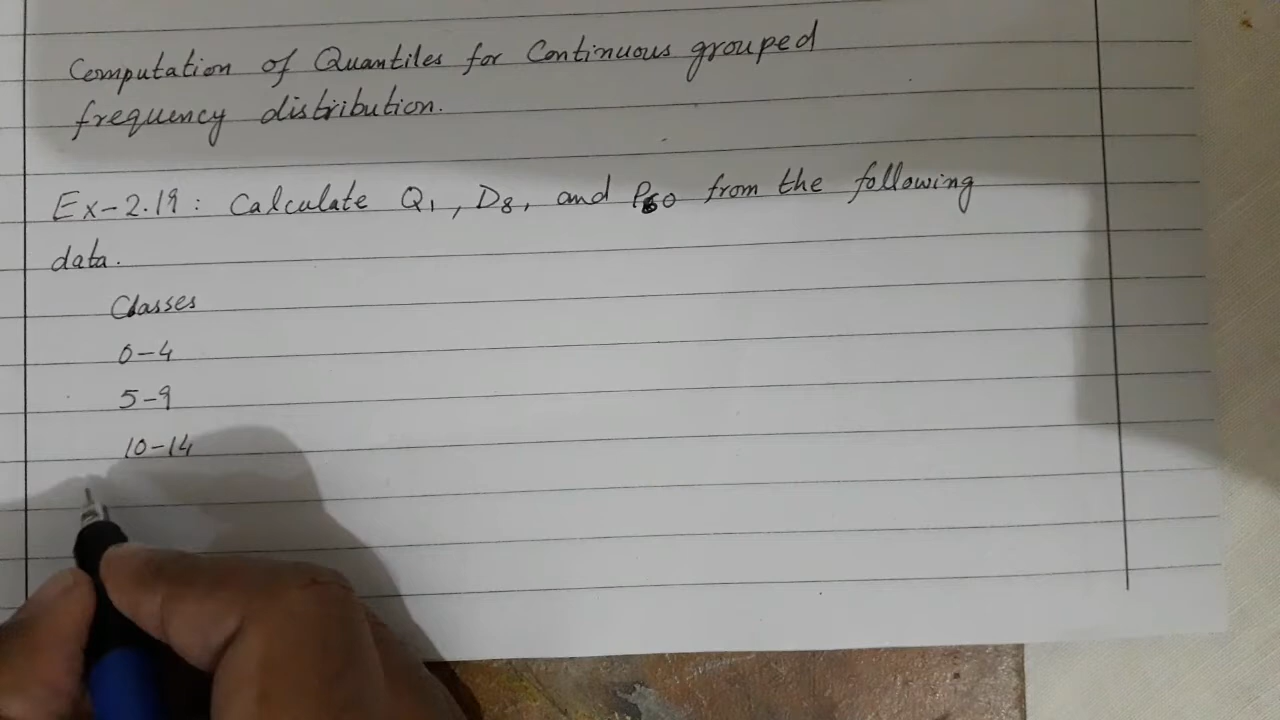 Computation of Quantiles for Continuous grouped
frequency distribution.
Ex-2.19: Calculate Q₁, D₈, and P₆₀ from the following
data.
Classes
0-4
5-9
10-14